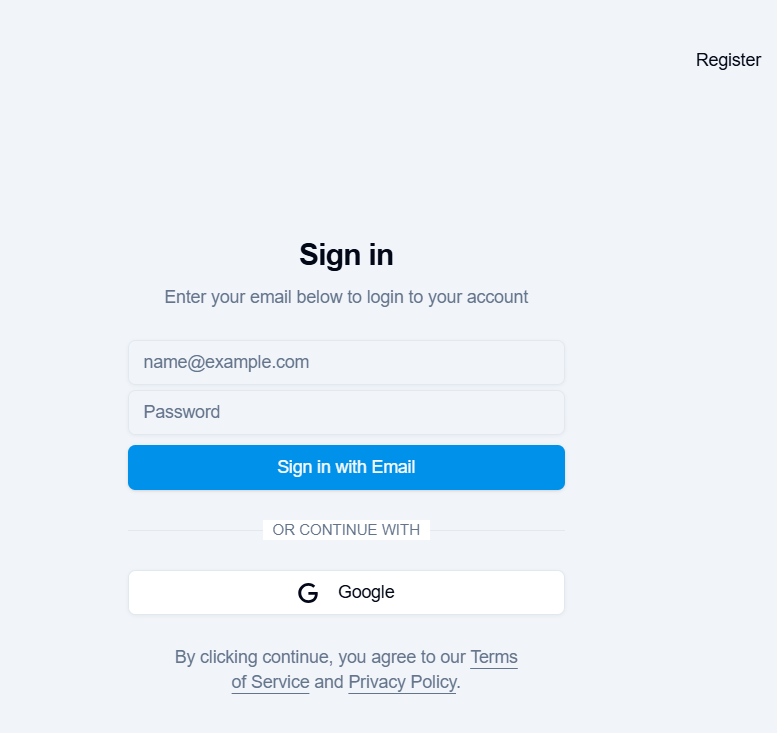 Register
Sign in
Enter your email below to login to your account
name@example.com
Password
Sign in with Email
OR CONTINUE WITH
Google
By clicking continue, you agree to our Terms
of Service and Privacy Policy.